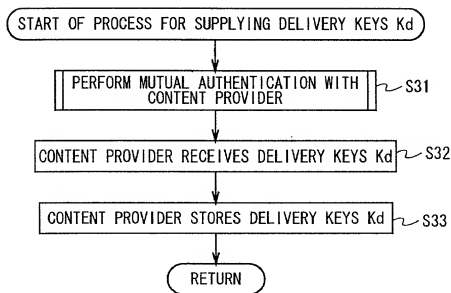 START OF PROCESS FOR SUPPLYING DELIVERY KEYS Kd
PERFORM MUTUAL AUTHENTICATION WITH
CONTENT PROVIDER
S31
CONTENT PROVIDER RECEIVES DELIVERY KEYS Kd
S32
CONTENT PROVIDER STORES DELIVERY KEYS Kd
S33
RETURN